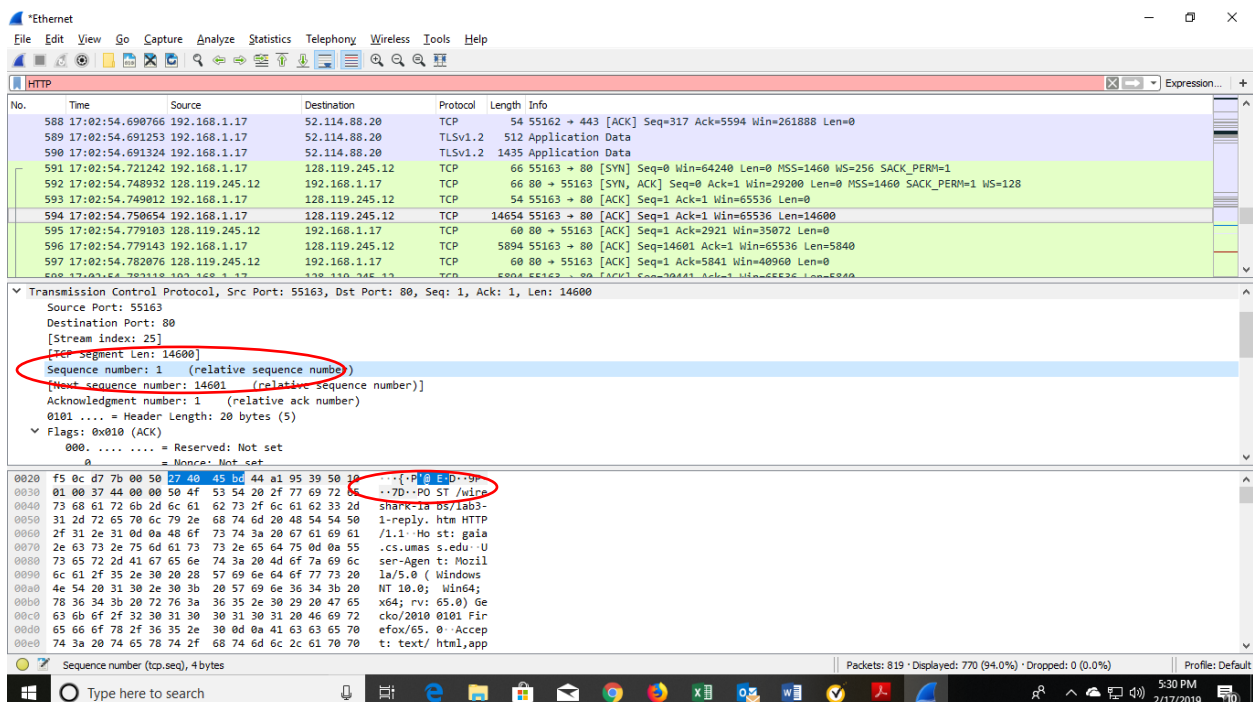 *Ethernet
File Edit View Go Capture Analyze Statistics Telephony Wireless Tools Help
HTTP Expression... +
No. Time Source Destination Protocol Length Info
588 17:02:54.690766 192.168.1.17 52.114.88.20 TCP 54 55162 → 443 [ACK] Seq=317 Ack=5594 Win=261888 Len=0
589 17:02:54.691253 192.168.1.17 52.114.88.20 TLSv1.2 512 Application Data
590 17:02:54.691324 192.168.1.17 52.114.88.20 TLSv1.2 1435 Application Data
591 17:02:54.721242 192.168.1.17 128.119.245.12 TCP 66 55163 → 80 [SYN] Seq=0 Win=64240 Len=0 MSS=1460 WS=256 SACK_PERM=1
592 17:02:54.748932 128.119.245.12 192.168.1.17 TCP 66 80 → 55163 [SYN, ACK] Seq=0 Ack=1 Win=29200 Len=0 MSS=1460 SACK_PERM=1 WS=128
593 17:02:54.749012 192.168.1.17 128.119.245.12 TCP 54 55163 → 80 [ACK] Seq=1 Ack=1 Win=65536 Len=0
594 17:02:54.750654 192.168.1.17 128.119.245.12 TCP 14654 55163 → 80 [ACK] Seq=1 Ack=1 Win=65536 Len=14600
595 17:02:54.779103 128.119.245.12 192.168.1.17 TCP 60 80 → 55163 [ACK] Seq=1 Ack=2921 Win=35072 Len=0
596 17:02:54.779143 192.168.1.17 128.119.245.12 TCP 5894 55163 → 80 [ACK] Seq=14601 Ack=1 Win=65536 Len=5840
597 17:02:54.782076 128.119.245.12 192.168.1.17 TCP 60 80 → 55163 [ACK] Seq=1 Ack=5841 Win=40960 Len=0
598 17:02:54.782118 192.168.1.17 128.119.245.12 TCP 5894 55163 → 80 [ACK] Seq=20441 Ack=1 Win=65536 Len=5840
Transmission Control Protocol, Src Port: 55163, Dst Port: 80, Seq: 1, Ack: 1, Len: 14600
Source Port: 55163
Destination Port: 80
[Stream index: 25]
[TCP Segment Len: 14600]
Sequence number: 1 (relative sequence number)
[Next sequence number: 14601 (relative sequence number)]
Acknowledgment number: 1 (relative ack number)
0101 .... = Header Length: 20 bytes (5)
Flags: 0x010 (ACK)
000. .... .... = Reserved: Not set
= Nonce: Not set
0020 f5 0c d7 7b 00 50 27 40 45 bd 44 a1 95 39 50 10 ···{·P'@ E·D··9P·
0030 01 00 37 44 00 00 50 4f 53 54 20 2f 77 69 72 65 ··7D··PO ST /wire
0040 73 68 61 72 6b 2d 6c 61 62 73 2f 6c 61 62 33 2d shark-la bs/lab3-
0050 31 2d 72 65 70 6c 79 2e 68 74 6d 20 48 54 54 50 1-reply. htm HTTP
0060 2f 31 2e 31 0d 0a 48 6f 73 74 3a 20 67 61 69 61 /1.1··Ho st: gaia
0070 2e 63 73 2e 75 6d 61 73 73 2e 65 64 75 0d 0a 55 .cs.umas s.edu··U
0080 73 65 72 2d 41 67 65 6e 74 3a 20 4d 6f 7a 69 6c ser-Agen t: Mozil
0090 6c 61 2f 35 2e 30 20 28 57 69 6e 64 6f 77 73 20 la/5.0 ( Windows
00a0 4e 54 20 31 30 2e 30 3b 20 57 69 6e 36 34 3b 20 NT 10.0; Win64;
00b0 78 36 34 3b 20 72 76 3a 36 35 2e 30 29 20 47 65 x64; rv: 65.0) Ge
00c0 63 6b 6f 2f 32 30 31 30 30 31 30 31 20 46 69 72 cko/2010 0101 Fir
00d0 65 66 6f 78 2f 36 35 2e 30 0d 0a 41 63 63 65 70 efox/65. 0··Accep
00e0 74 3a 20 74 65 78 74 2f 68 74 6d 6c 2c 61 70 70 t: text/ html,app
Sequence number (tcp.seq), 4 bytes Packets: 819 · Displayed: 770 (94.0%) · Dropped: 0 (0.0%) Profile: Default
Type here to search 5:30 PM
2/17/2019